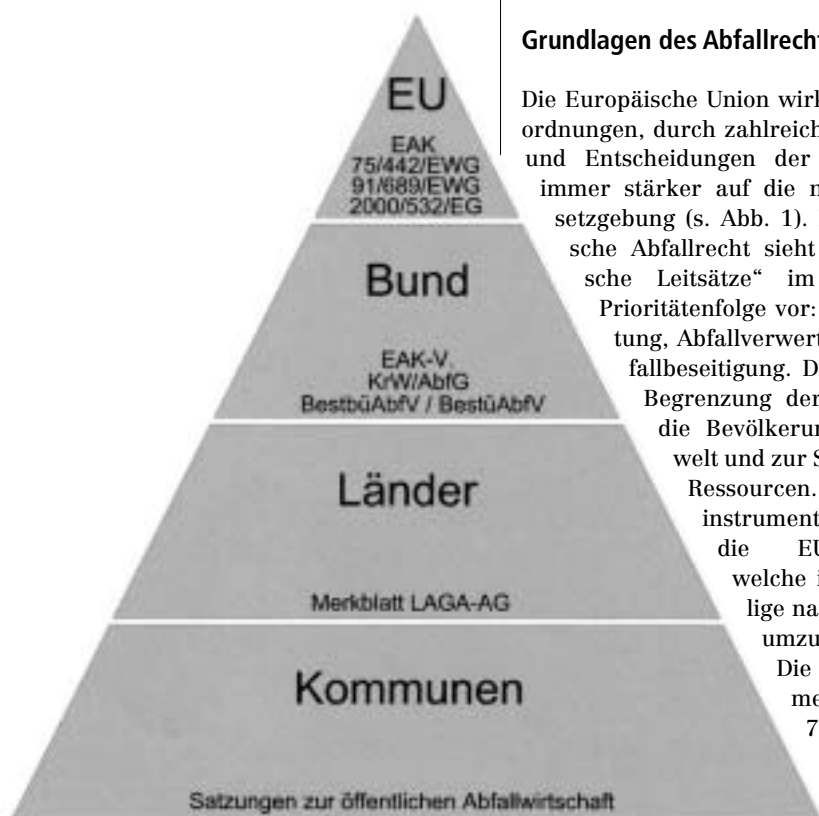 EU
EAK
75/442/EWG
91/689/EWG
2000/532/EG
Bund
EAK-V.
KrW/AbfG
BestbüAbfV / BestüAbfV
Länder
Merkblatt LAGA-AG
Kommunen
Satzungen zur öffentlichen Abfallwirtschaft
Grundlagen des Abfallrecht
Die Europäische Union wirk
ordnungen, durch zahlreich
und Entscheidungen der
immer stärker auf die n
setzgebung (s. Abb. 1).
sche Abfallrecht sieht
sche Leitsätze“ im
Prioritätenfolge vor:
tung, Abfallverwert
fallbeseitigung. D
Begrenzung der
die Bevölkerun
welt und zur S
Ressourcen.
instrument
die EU
welche i
lige na
umzu
Die
me
7